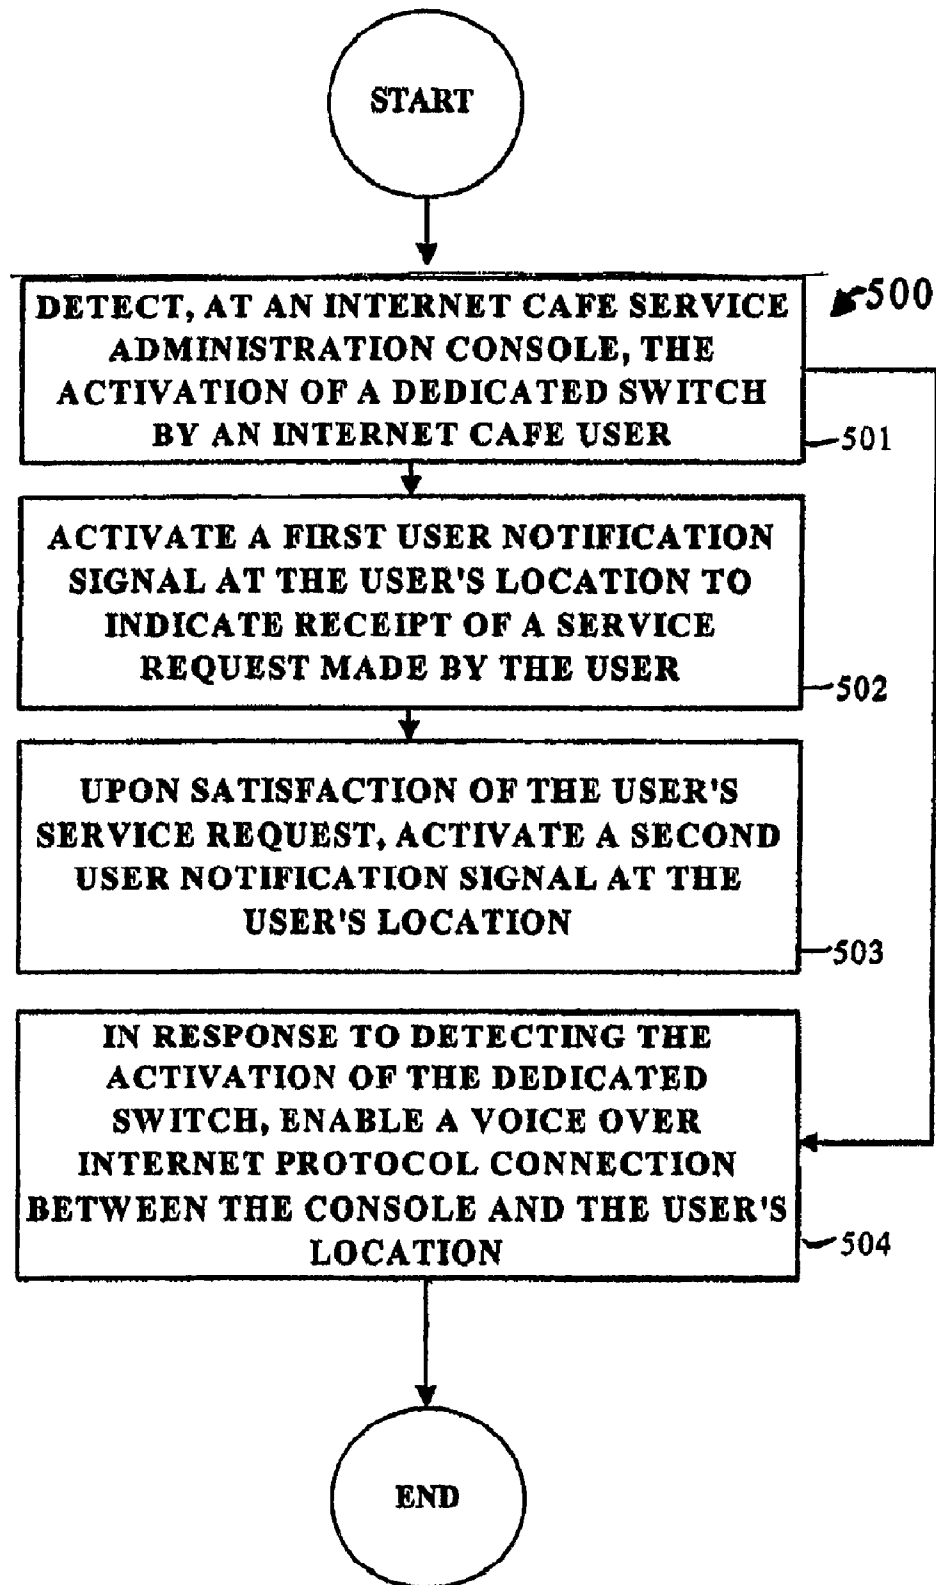 START
500
DETECT, AT AN INTERNET CAFE SERVICE
ADMINISTRATION CONSOLE, THE
ACTIVATION OF A DEDICATED SWITCH
BY AN INTERNET CAFE USER
501
ACTIVATE A FIRST USER NOTIFICATION
SIGNAL AT THE USER'S LOCATION TO
INDICATE RECEIPT OF A SERVICE
REQUEST MADE BY THE USER
502
UPON SATISFACTION OF THE USER'S
SERVICE REQUEST, ACTIVATE A SECOND
USER NOTIFICATION SIGNAL AT THE
USER'S LOCATION
503
IN RESPONSE TO DETECTING THE
ACTIVATION OF THE DEDICATED
SWITCH, ENABLE A VOICE OVER
INTERNET PROTOCOL CONNECTION
BETWEEN THE CONSOLE AND THE USER'S
LOCATION
504
END